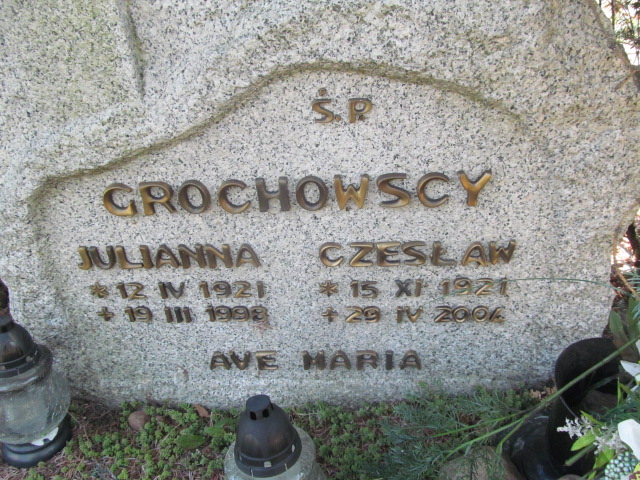 Ś.P.
GROCHOWSCY
JULIANNA CZESŁAW
* 12 IV 1921 * 15 XI 1921
+ 19 III 1998 + 29 IV 2004
AVE MARIA